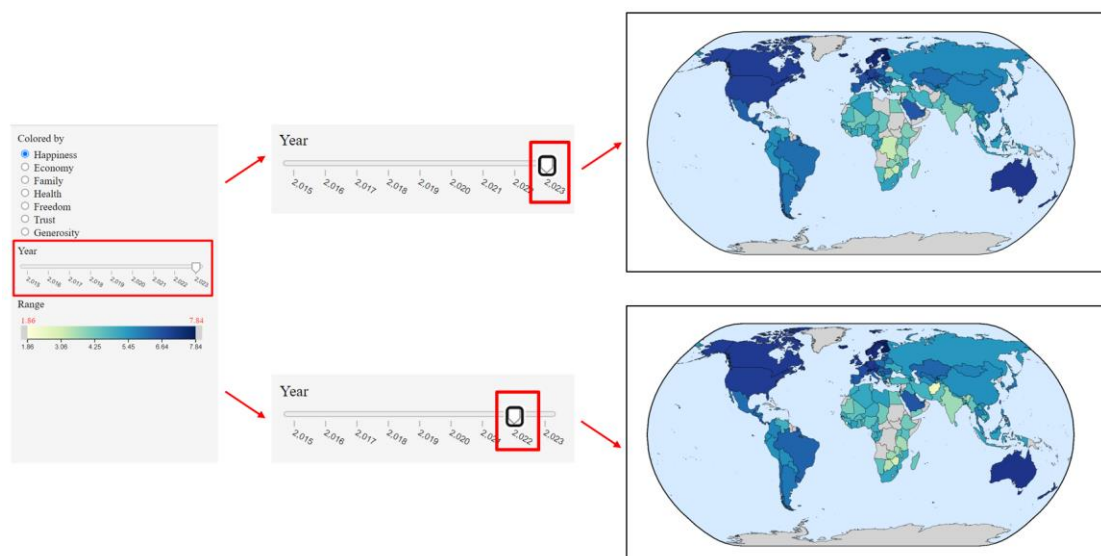 Colored by
Happiness
Economy
Family
Health
Freedom
Trust
Generosity
Year
2,015 2,016 2,017 2,018 2,019 2,020 2,021 2,022 2,023
Range
1.86 7.84
1.86 3.06 4.25 5.45 6.64 7.84
Year
2,015 2,016 2,017 2,018 2,019 2,020 2,021 2,022 2,023
Year
2,015 2,016 2,017 2,018 2,019 2,020 2,021 2,022 2,023